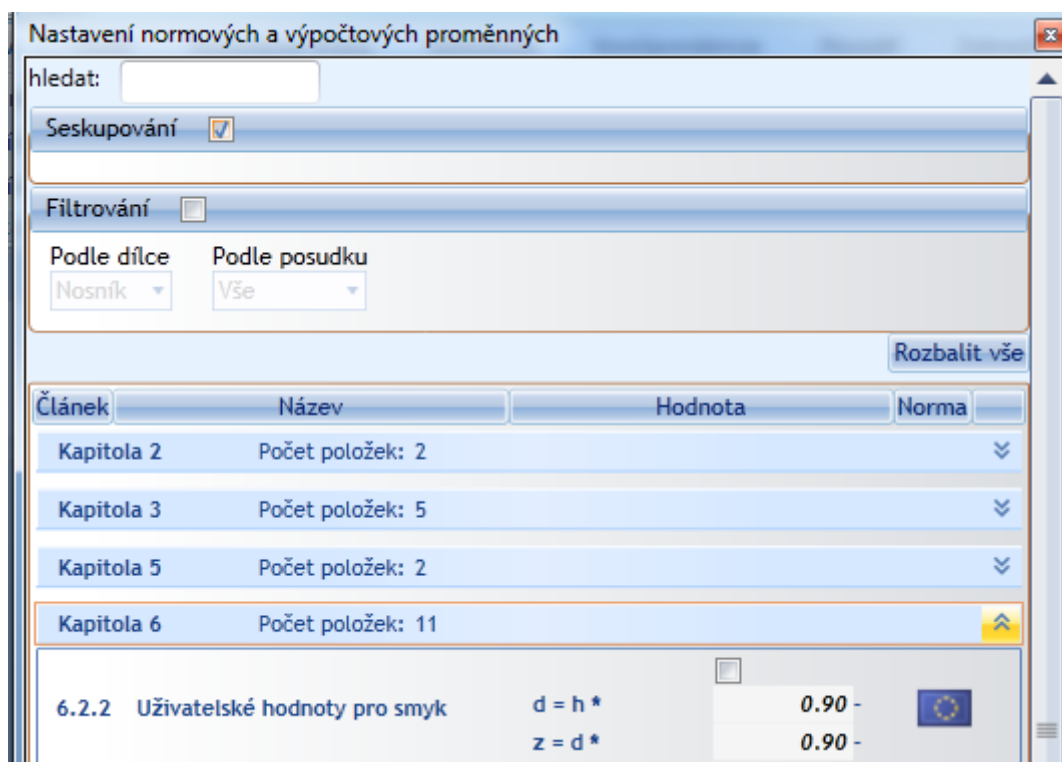 Nastavení normových a výpočtových proměnných
hledat:
Seskupování
Filtrování
Podle dílce Podle posudku
Nosník Vše
Rozbalit vše
Článek Název Hodnota Norma
Kapitola 2 Počet položek: 2
Kapitola 3 Počet položek: 5
Kapitola 5 Počet položek: 2
Kapitola 6 Počet položek: 11
6.2.2 Uživatelské hodnoty pro smyk d = h * 0.90 -
z = d * 0.90 -